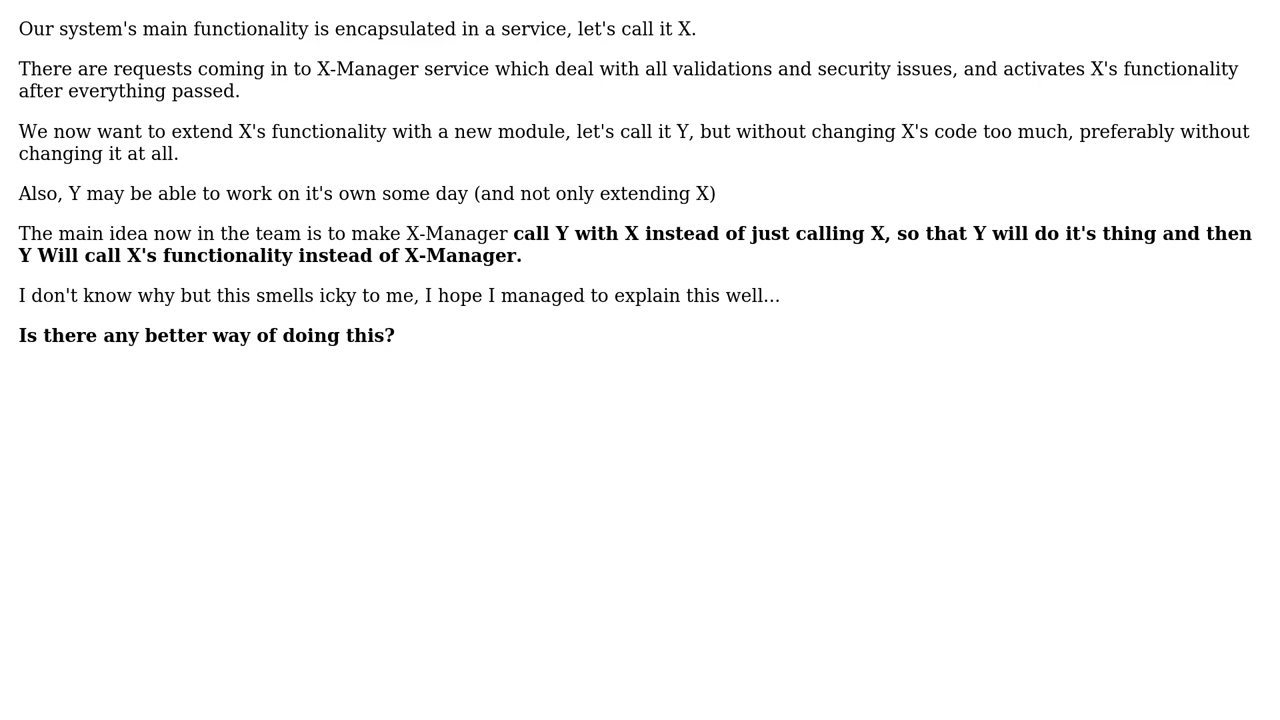 Our system's main functionality is encapsulated in a service, let's call it X.
There are requests coming in to X-Manager service which deal with all validations and security issues, and activates X's functionality
after everything passed.
We now want to extend X's functionality with a new module, let's call it Y, but without changing X's code too much, preferably without
changing it at all.
Also, Y may be able to work on it's own some day (and not only extending X)
The main idea now in the team is to make X-Manager call Y with X instead of just calling X, so that Y will do it's thing and then
Y Will call X's functionality instead of X-Manager.
I don't know why but this smells icky to me, I hope I managed to explain this well...
Is there any better way of doing this?